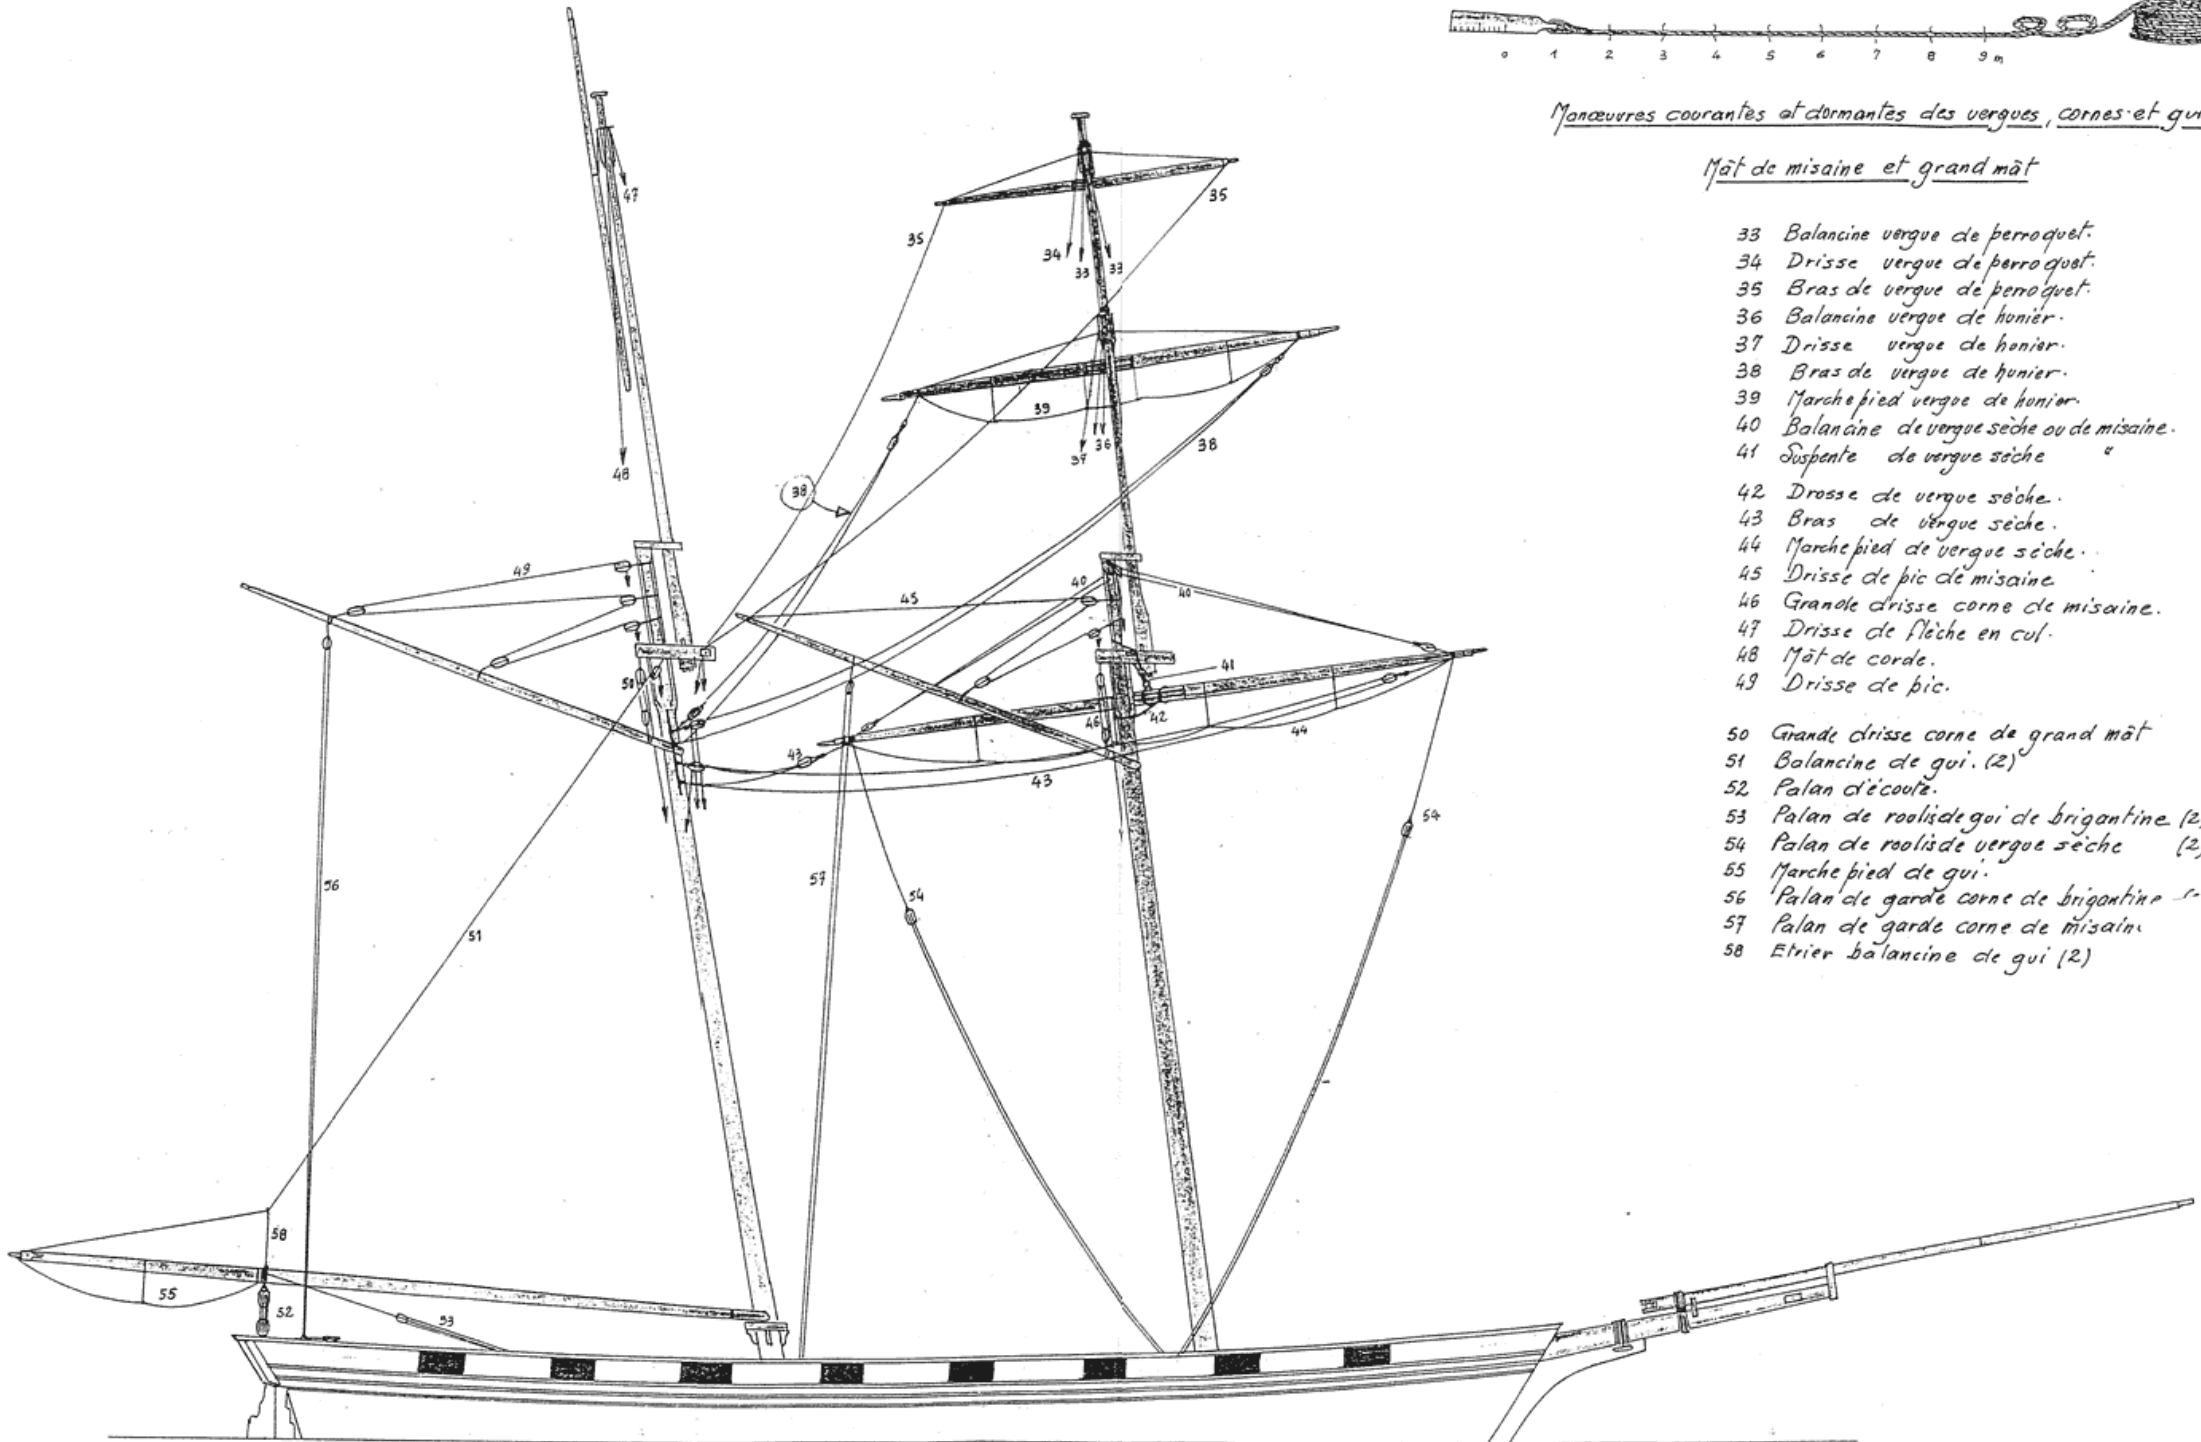 0 1 2 3 4 5 6 7 8 9 m
Manœuvres courantes et dormantes des vergues, cornes et
Mât de misaine et grand mât
33 Balancine vergue de perroquet.
34 Drisse vergue de perroquet.
35 Bras de vergue de perroquet.
36 Balancine vergue de hunier.
37 Drisse vergue de hunier.
38 Bras de vergue de hunier.
39 Marchepied vergue de hunier.
40 Balancine de vergue sèche ou de misaine.
41 Suspente de vergue sèche "
42 Drosse de vergue sèche.
43 Bras de vergue sèche.
44 Marchepied de vergue sèche.
45 Drisse de pic de misaine
46 Grande drisse corne de misaine.
47 Drisse de flèche en cul.
48 Mât de corde.
49 Drisse de pic.
50 Grande drisse corne de grand mât
51 Balancine de gui. (2)
52 Palan d'écoute.
53 Palan de roulis de gui de brigantine (2)
54 Palan de roulis de vergue sèche (2)
55 Marche pied de gui.
56 Palan de garde corne de brigantine
57 Palan de garde corne de misaine
58 Etrier balancine de gui (2)
47
35
35
34
33
33
39
36
37
38
48
38
49
40
40
45
41
50
46
42
43
44
43
54
56
57
54
51
58
55
52
53